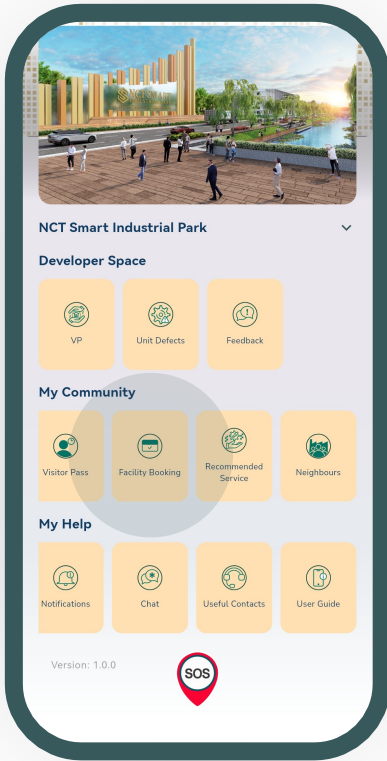 NCT Smart Industrial Park
Developer Space
VP
Unit Defects
Feedback
My Community
Visitor Pass
Facility Booking
Recommended
Service
Neighbours
My Help
Notifications
Chat
Useful Contacts
User Guide
Version: 1.0.0
SOS